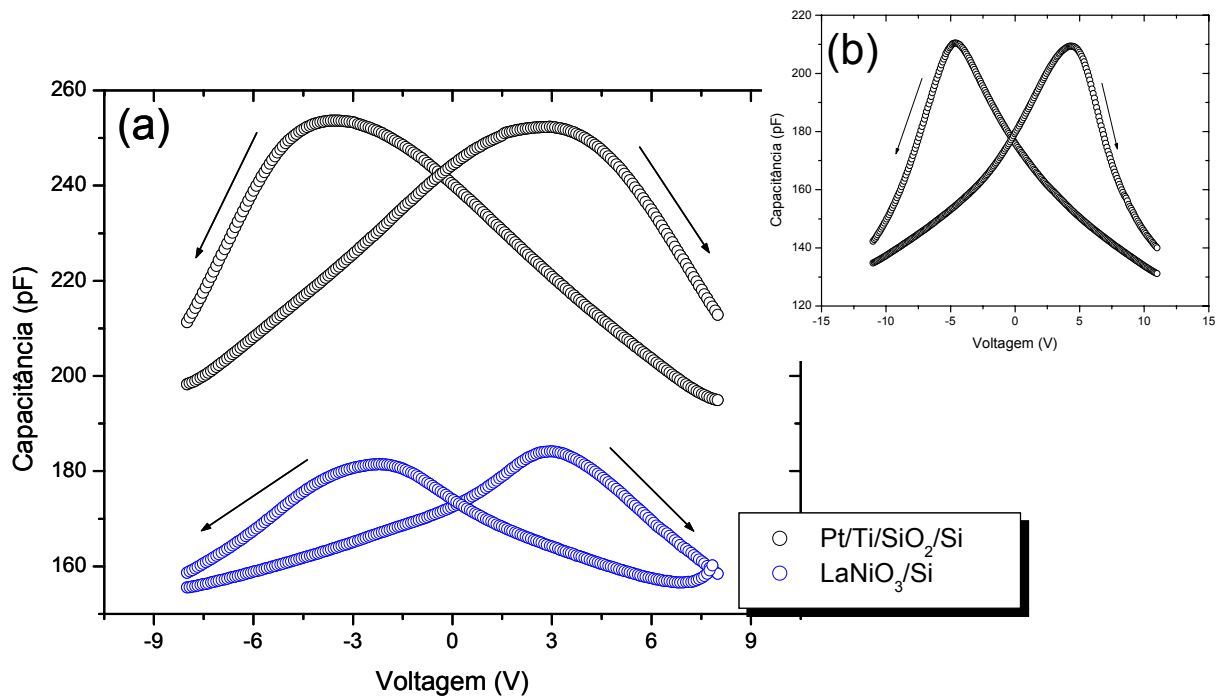 (a)
260
240
220
200
180
160
Capacitância (pF)
-9 -6 -3 0 3 6 9
Voltagem (V)
(b)
220
200
180
160
140
120
Capacitância (pF)
-15 -10 -5 0 5 10 15
Voltagem (V)
Pt/Ti/SiO₂/Si
LaNiO₃/Si